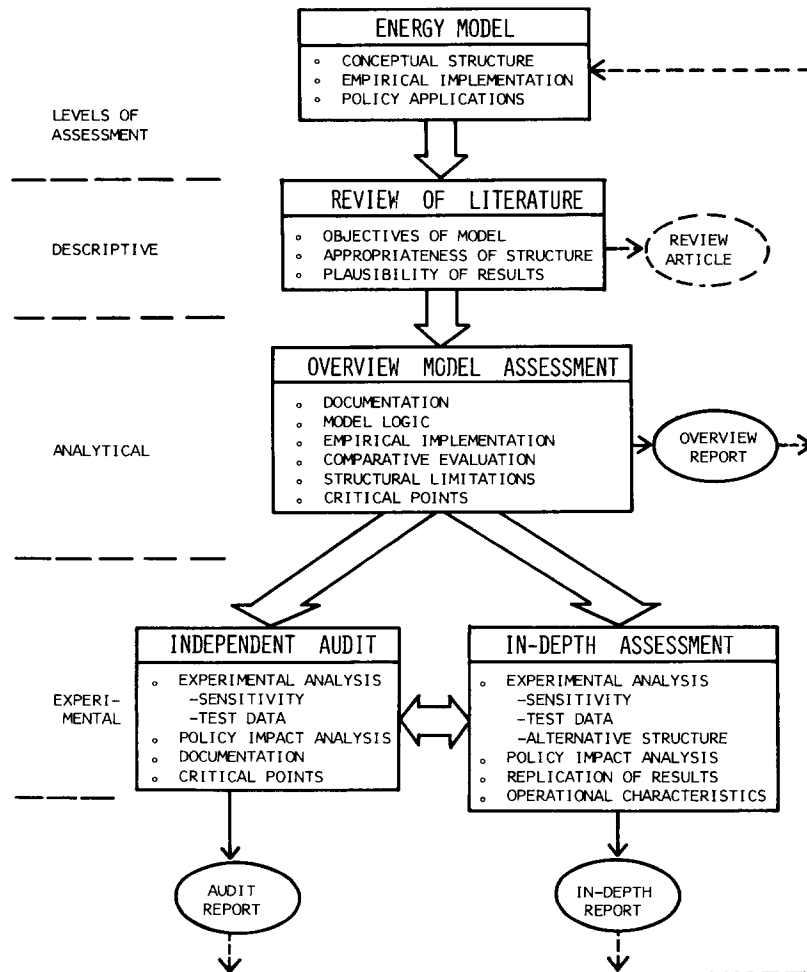 ENERGY MODEL
° CONCEPTUAL STRUCTURE
° EMPIRICAL IMPLEMENTATION
° POLICY APPLICATIONS
LEVELS OF
ASSESSMENT
REVIEW OF LITERATURE
° OBJECTIVES OF MODEL
° APPROPRIATENESS OF STRUCTURE
° PLAUSIBILITY OF RESULTS
DESCRIPTIVE
REVIEW
ARTICLE
OVERVIEW MODEL ASSESSMENT
° DOCUMENTATION
° MODEL LOGIC
° EMPIRICAL IMPLEMENTATION
° COMPARATIVE EVALUATION
° STRUCTURAL LIMITATIONS
° CRITICAL POINTS
ANALYTICAL
OVERVIEW
REPORT
INDEPENDENT AUDIT
° EXPERIMENTAL ANALYSIS
-SENSITIVITY
-TEST DATA
° POLICY IMPACT ANALYSIS
° DOCUMENTATION
° CRITICAL POINTS
IN-DEPTH ASSESSMENT
° EXPERIMENTAL ANALYSIS
-SENSITIVITY
-TEST DATA
-ALTERNATIVE STRUCTURE
° POLICY IMPACT ANALYSIS
° REPLICATION OF RESULTS
° OPERATIONAL CHARACTERISTICS
EXPERI-
MENTAL
AUDIT
REPORT
IN-DEPTH
REPORT